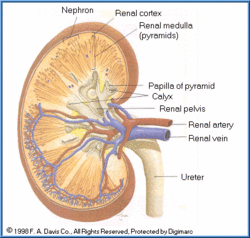 Nephron
Renal cortex
Renal medulla
(pyramids)
Papilla of pyramid
Calyx
Renal pelvis
Renal artery
Renal vein
Ureter
© 1998 F. A. Davis Co., All Rights Reserved, Protected by Digimarc